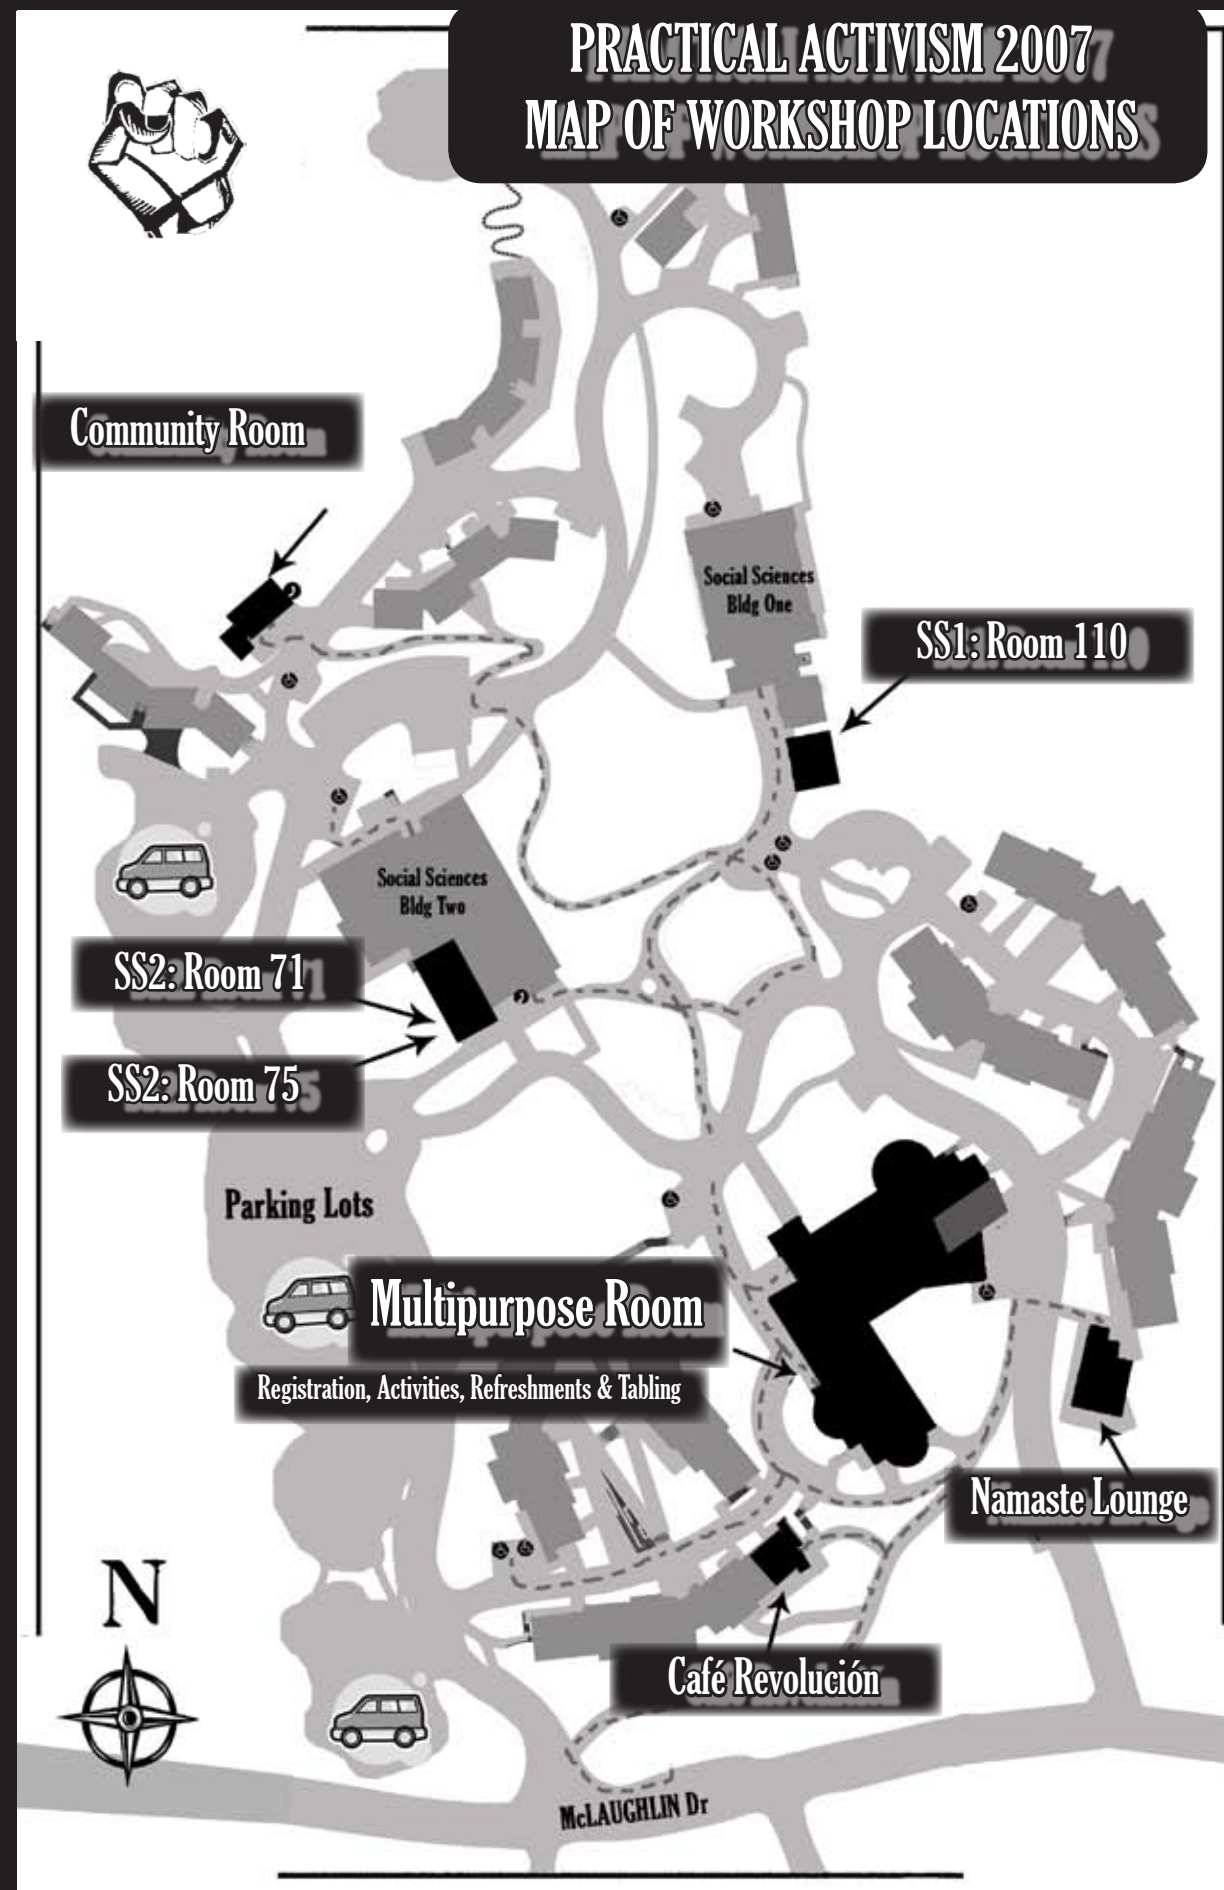 PRACTICAL ACTIVISM 2007
MAP OF WORKSHOP LOCATIONS
Community Room
Social Sciences
Bldg One
SS1: Room 110
Social Sciences
Bldg Two
SS2: Room 71
SS2: Room 75
Parking Lots
Multipurpose Room
Registration, Activities, Refreshments & Tabling
Namaste Lounge
N
Café Revolución
McLAUGHLIN Dr